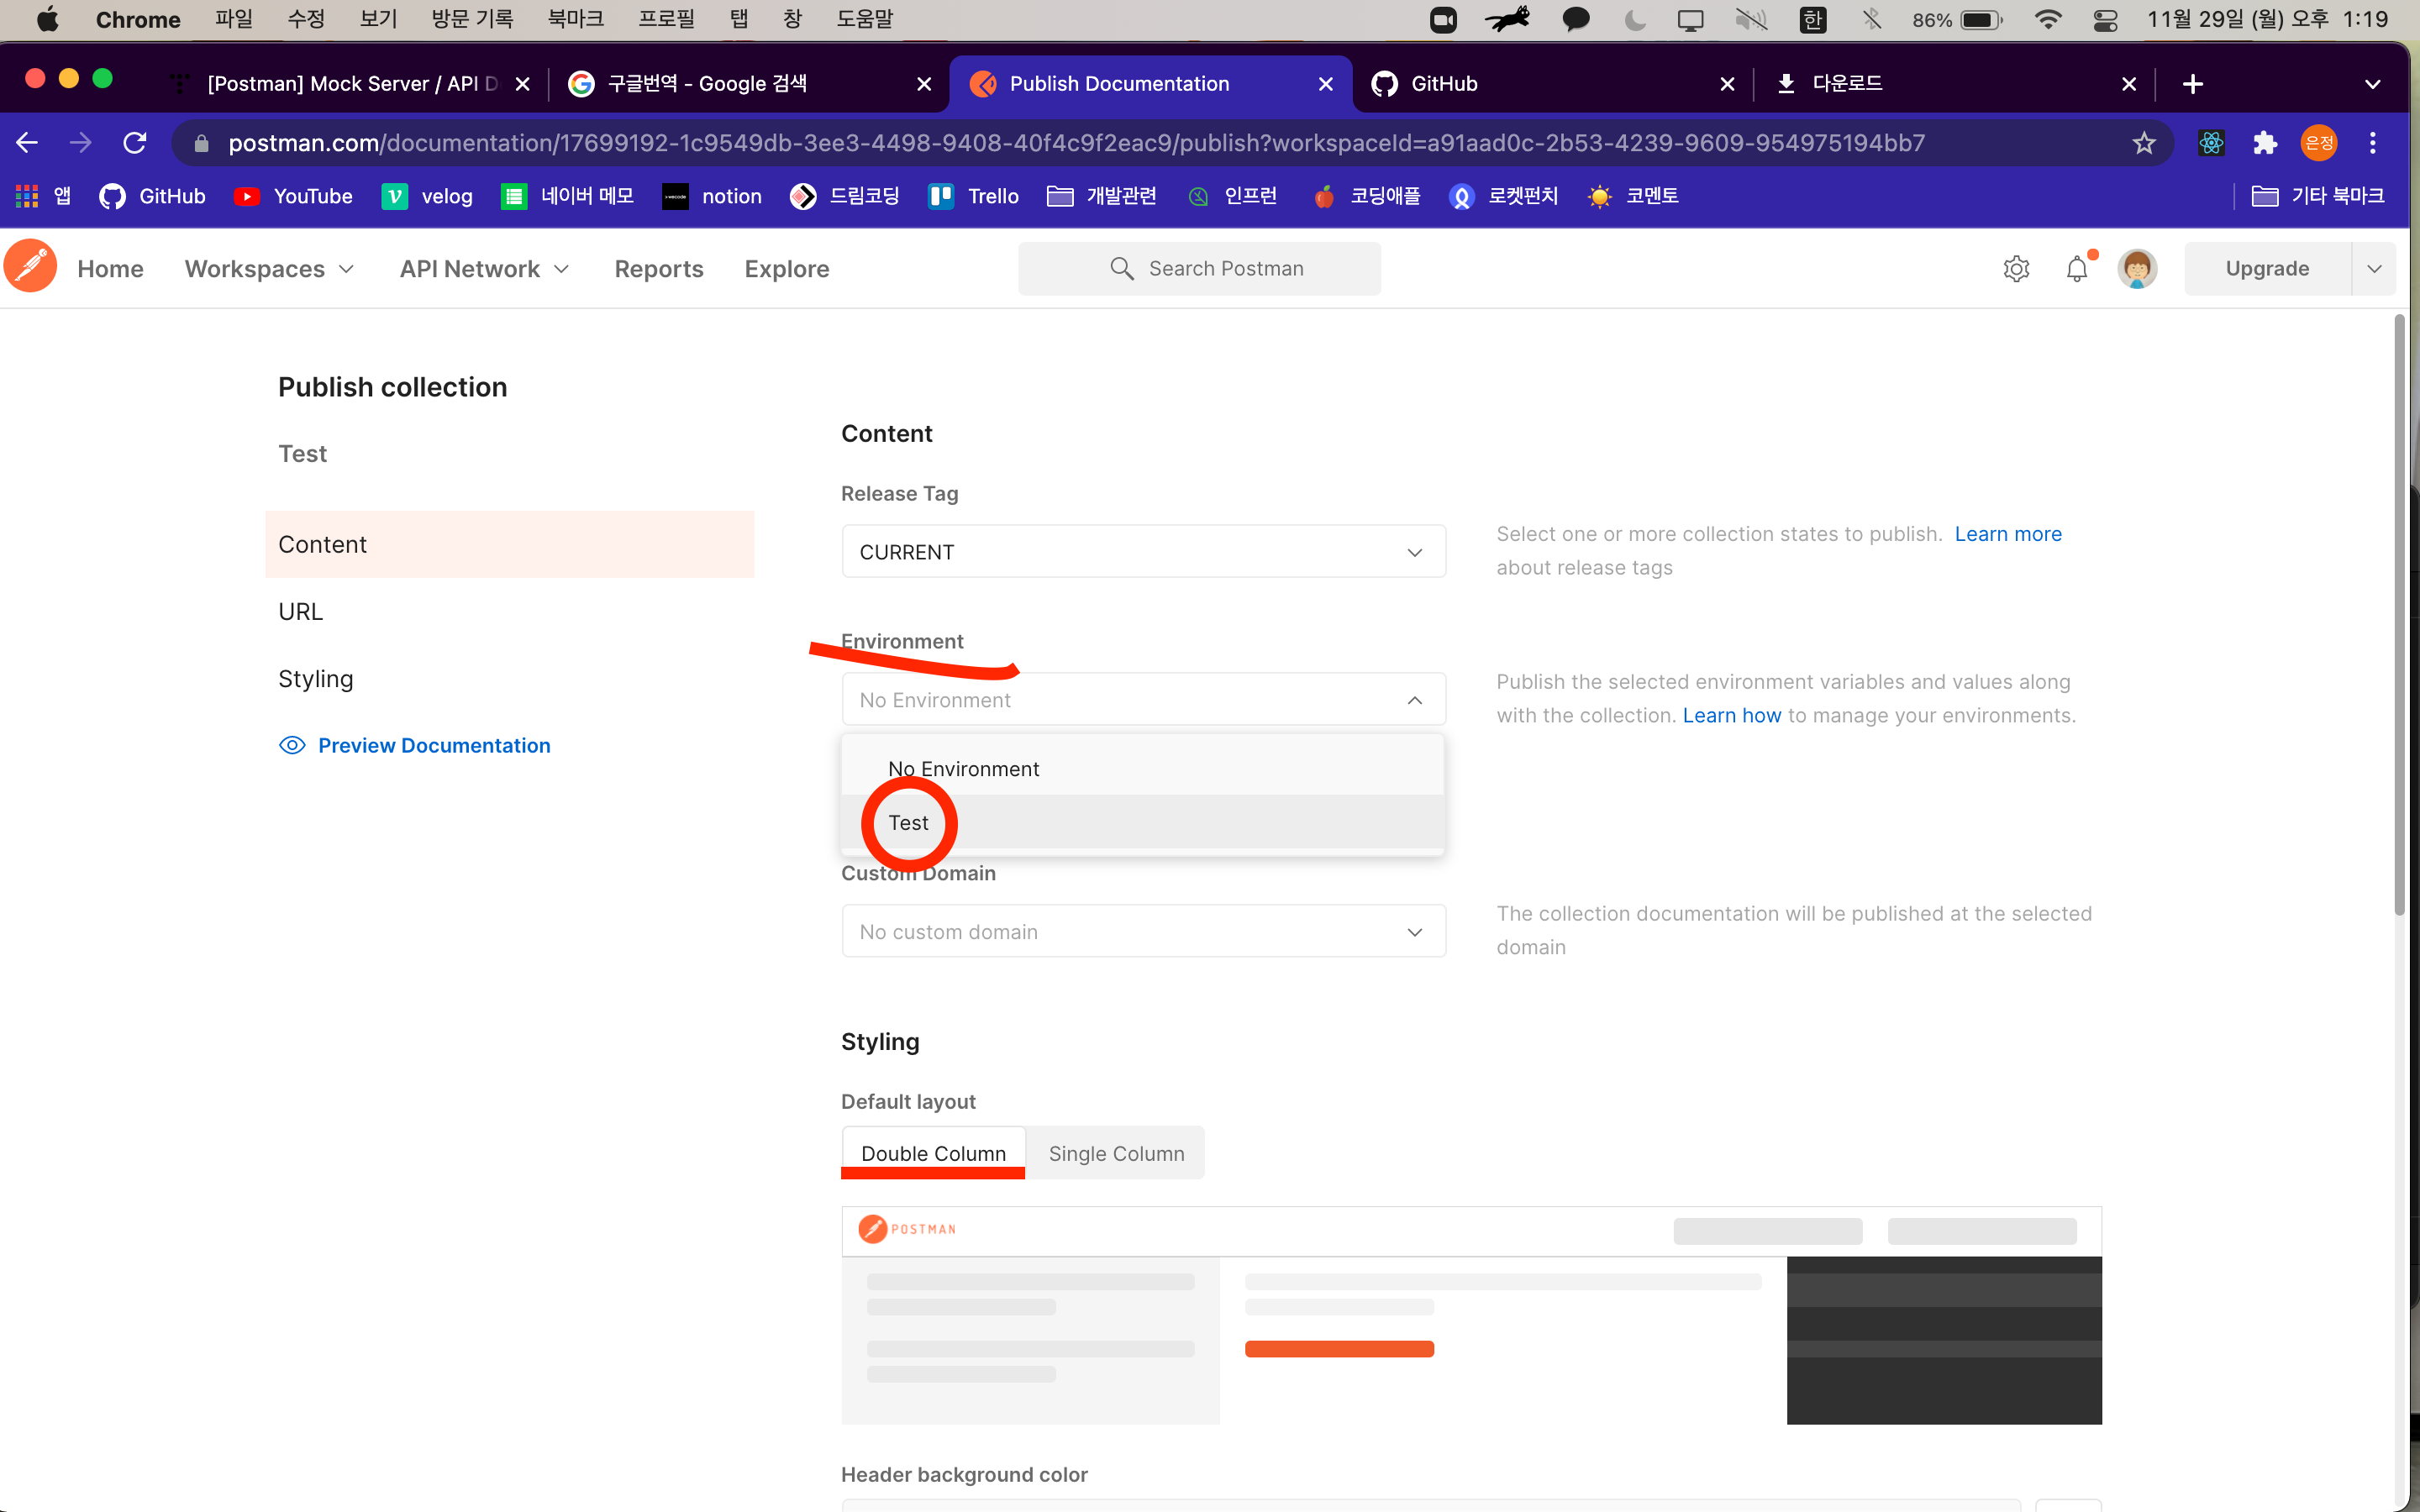 Chrome 파일 수정 보기 방문 기록 북마크 프로필 탭 창 도움말 한 86% 11월 29일 (월) 오후 1:19
[Postman] Mock Server / API D 구글번역 - Google 검색 Publish Documentation GitHub 다운로드
postman.com/documentation/17699192-1c9549db-3ee3-4498-9408-40f4c9f2eac9/publish?workspaceId=a91aad0c-2b53-4239-9609-954975194bb7 은정
앱 GitHub YouTube velog 네이버 메모 notion 드림코딩 Trello 개발관련 인프런 코딩애플 로켓펀치 코멘토 기타 북마크
Home Workspaces API Network Reports Explore Search Postman Upgrade
Publish collection
Test
Content
URL
Styling
Preview Documentation
Content
Release Tag
CURRENT
Select one or more collection states to publish. Learn more
about release tags
Environment
No Environment
Publish the selected environment variables and values along
with the collection. Learn how to manage your environments.
No Environment
Test
Custom Domain
No custom domain
The collection documentation will be published at the selected
domain
Styling
Default layout
Double Column Single Column
POSTMAN
Header background color